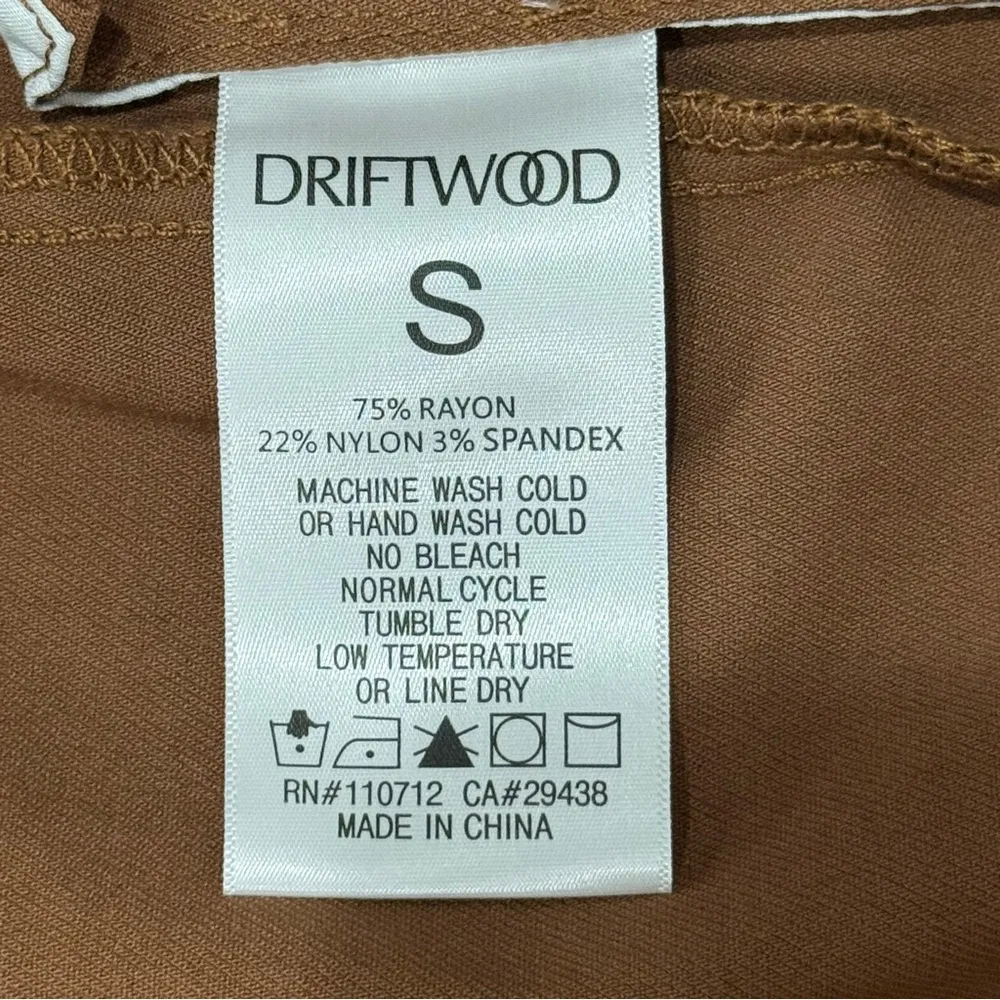 DRIFTWOOD
S
75% RAYON
22% NYLON 3% SPANDEX
MACHINE WASH COLD
OR HAND WASH COLD
NO BLEACH
NORMAL CYCLE
TUMBLE DRY
LOW TEMPERATURE
OR LINE DRY
RN#110712 CA#29438
MADE IN CHINA